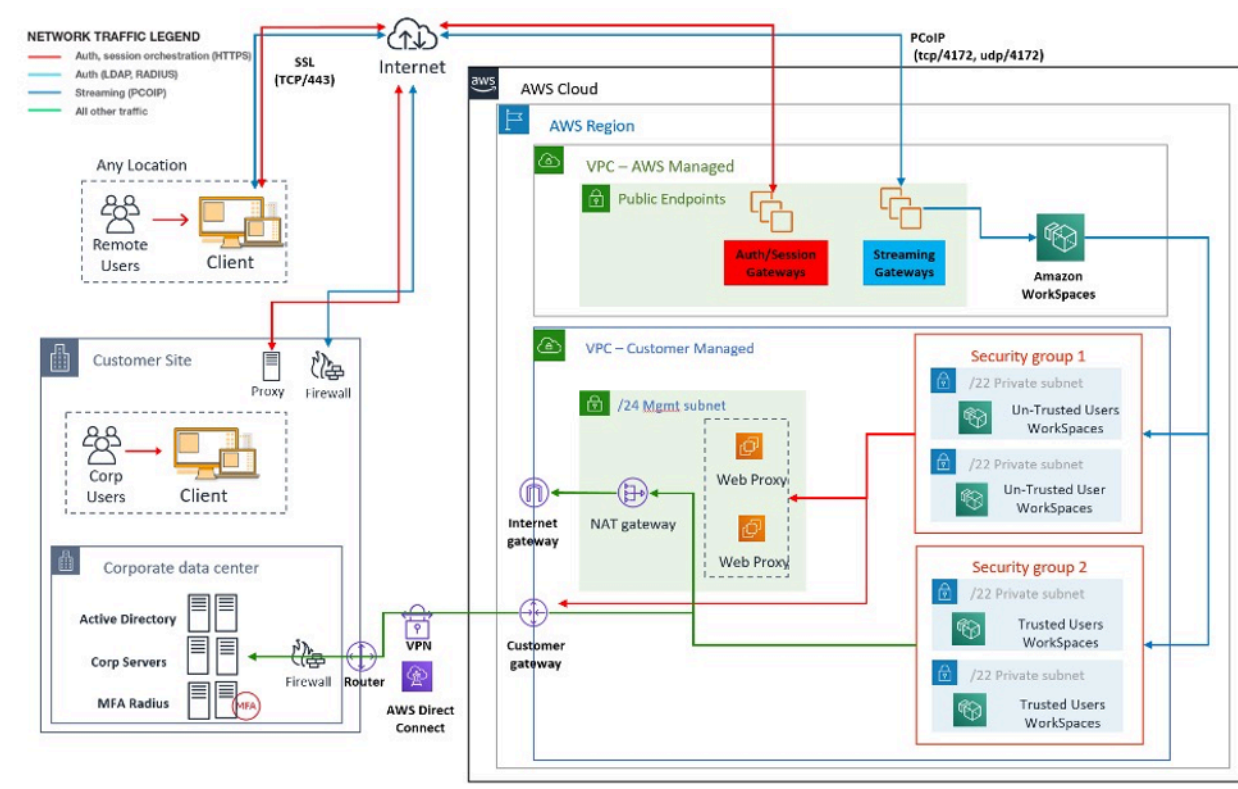 NETWORK TRAFFIC LEGEND
Auth, session orchestration (HTTPS)
Auth (LDAP, RADIUS)
Streaming (PCOIP)
All other traffic
SSL
(TCP/443)
Internet
PCoIP
(tcp/4172, udp/4172)
aws
AWS Cloud
AWS Region
VPC – AWS Managed
Public Endpoints
Auth/Session
Gateways
Streaming
Gateways
Amazon
WorkSpaces
Any Location
Remote
Users
Client
Customer Site
Proxy
Firewall
Corp
Users
Client
Corporate data center
Active Directory
Corp Servers
MFA Radius
MFA
Firewall
Router
VPN
AWS Direct
Connect
VPC – Customer Managed
/24 Mgmt subnet
Web Proxy
Web Proxy
NAT gateway
Internet
gateway
Customer
gateway
Security group 1
/22 Private subnet
Un-Trusted Users
WorkSpaces
/22 Private subnet
Un-Trusted User
WorkSpaces
Security group 2
/22 Private subnet
Trusted Users
WorkSpaces
/22 Private subnet
Trusted Users
WorkSpaces